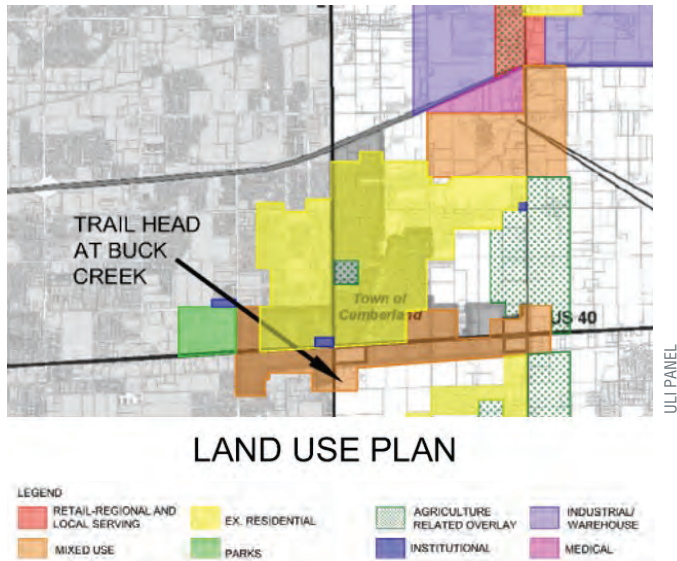 TRAIL HEAD
AT BUCK
CREEK
Town of
Cumberland
US 40
ULI PANEL
LAND USE PLAN
LEGEND
RETAIL-REGIONAL AND
LOCAL SERVING
MIXED USE
EX. RESIDENTIAL
PARKS
AGRICULTURE
RELATED OVERLAY
INSTITUTIONAL
INDUSTRIAL/
WAREHOUSE
MEDICAL